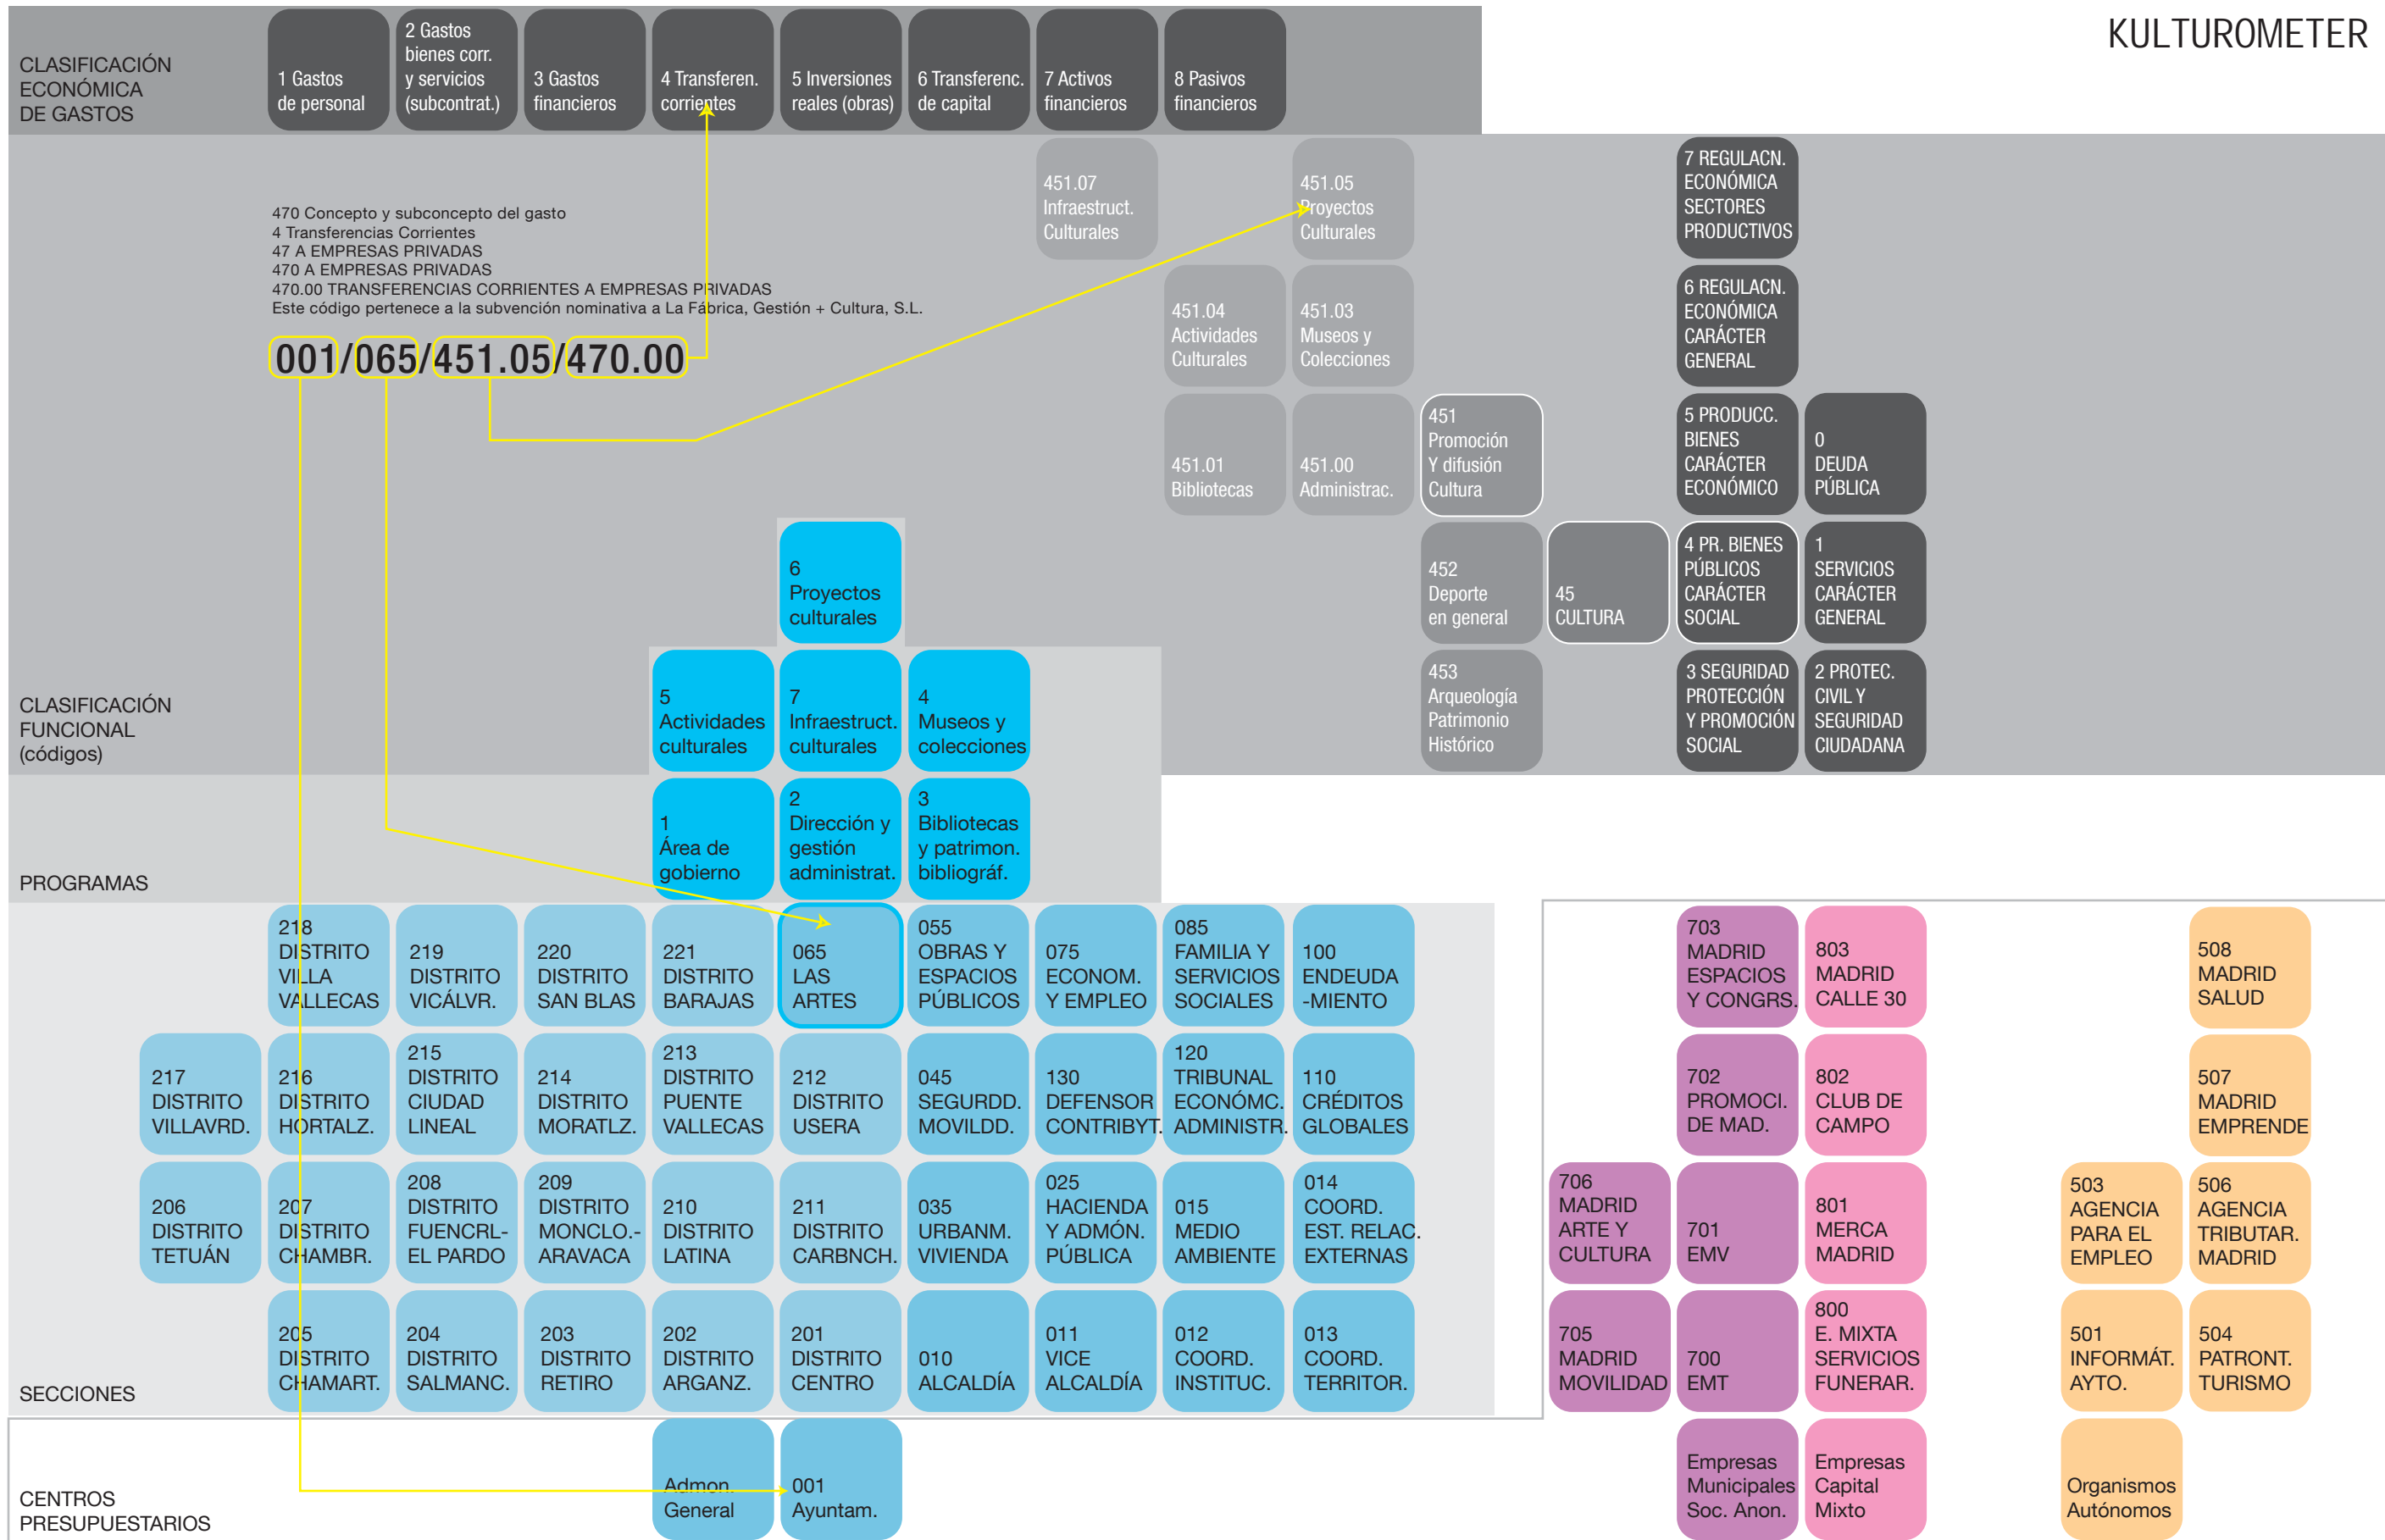 KULTUROMETER
CLASIFICACIÓN
ECONÓMICA
DE GASTOS
1 Gastos
de personal
2 Gastos
bienes corr.
y servicios
(subcontrat.)
3 Gastos
financieros
4 Transferen.
corrientes
5 Inversiones
reales (obras)
6 Transferenc.
de capital
7 Activos
financieros
8 Pasivos
financieros
470 Concepto y subconcepto del gasto
4 Transferencias Corrientes
47 A EMPRESAS PRIVADAS
470 A EMPRESAS PRIVADAS
470.00 TRANSFERENCIAS CORRIENTES A EMPRESAS PRIVADAS
Este código pertenece a la subvención nominativa a La Fábrica, Gestión + Cultura, S.L.
001/065/451.05/470.00
451.07
Infraestruct.
Culturales
451.05
Proyectos
Culturales
7 REGULACN.
ECONÓMICA
SECTORES
PRODUCTIVOS
451.04
Actividades
Culturales
451.03
Museos y
Colecciones
6 REGULACN.
ECONÓMICA
CARÁCTER
GENERAL
451.01
Bibliotecas
451.00
Administrac.
451
Promoción
Y difusión
Cultura
5 PRODUCC.
BIENES
CARÁCTER
ECONÓMICO
0
DEUDA
PÚBLICA
6
Proyectos
culturales
452
Deporte
en general
45
CULTURA
4 PR. BIENES
PÚBLICOS
CARÁCTER
SOCIAL
1
SERVICIOS
CARÁCTER
GENERAL
CLASIFICACIÓN
FUNCIONAL
(códigos)
5
Actividades
culturales
7
Infraestruct.
culturales
4
Museos y
colecciones
453
Arqueología
Patrimonio
Histórico
3 SEGURIDAD
PROTECCIÓN
Y PROMOCIÓN
SOCIAL
2 PROTEC.
CIVIL Y
SEGURIDAD
CIUDADANA
PROGRAMAS
1
Área de
gobierno
2
Dirección y
gestión
administrat.
3
Bibliotecas
y patrimon.
bibliográf.
218
DISTRITO
VILLA
VALLECAS
219
DISTRITO
VICÁLVR.
220
DISTRITO
SAN BLAS
221
DISTRITO
BARAJAS
065
LAS
ARTES
055
OBRAS Y
ESPACIOS
PÚBLICOS
075
ECONOM.
Y EMPLEO
085
FAMILIA Y
SERVICIOS
SOCIALES
100
ENDEUDA
-MIENTO
703
MADRID
ESPACIOS
Y CONGRS.
803
MADRID
CALLE 30
508
MADRID
SALUD
217
DISTRITO
VILLAVRD.
216
DISTRITO
HORTALZ.
215
DISTRITO
CIUDAD
LINEAL
214
DISTRITO
MORATLZ.
213
DISTRITO
PUENTE
VALLECAS
212
DISTRITO
USERA
045
SEGURDD.
MOVILDD.
130
DEFENSOR
CONTRIBYT.
120
TRIBUNAL
ECONÓMC.
ADMINISTR.
110
CRÉDITOS
GLOBALES
702
PROMOCI.
DE MAD.
802
CLUB DE
CAMPO
507
MADRID
EMPRENDE
206
DISTRITO
TETUÁN
207
DISTRITO
CHAMBR.
208
DISTRITO
FUENCRL-
EL PARDO
209
DISTRITO
MONCLO.-
ARAVACA
210
DISTRITO
LATINA
211
DISTRITO
CARBNCH.
035
URBANM.
VIVIENDA
025
HACIENDA
Y ADMÓN.
PÚBLICA
015
MEDIO
AMBIENTE
014
COORD.
EST. RELAC.
EXTERNAS
706
MADRID
ARTE Y
CULTURA
701
EMV
801
MERCA
MADRID
503
AGENCIA
PARA EL
EMPLEO
506
AGENCIA
TRIBUTAR.
MADRID
SECCIONES
205
DISTRITO
CHAMART.
204
DISTRITO
SALMANC.
203
DISTRITO
RETIRO
202
DISTRITO
ARGANZ.
201
DISTRITO
CENTRO
010
ALCALDÍA
011
VICE
ALCALDÍA
012
COORD.
INSTITUC.
013
COORD.
TERRITOR.
705
MADRID
MOVILIDAD
700
EMT
800
E. MIXTA
SERVICIOS
FUNERAR.
501
INFORMÁT.
AYTO.
504
PATRONT.
TURISMO
CENTROS
PRESUPUESTARIOS
Admon.
General
001
Ayuntam.
Empresas
Municipales
Soc. Anon.
Empresas
Capital
Mixto
Organismos
Autónomos